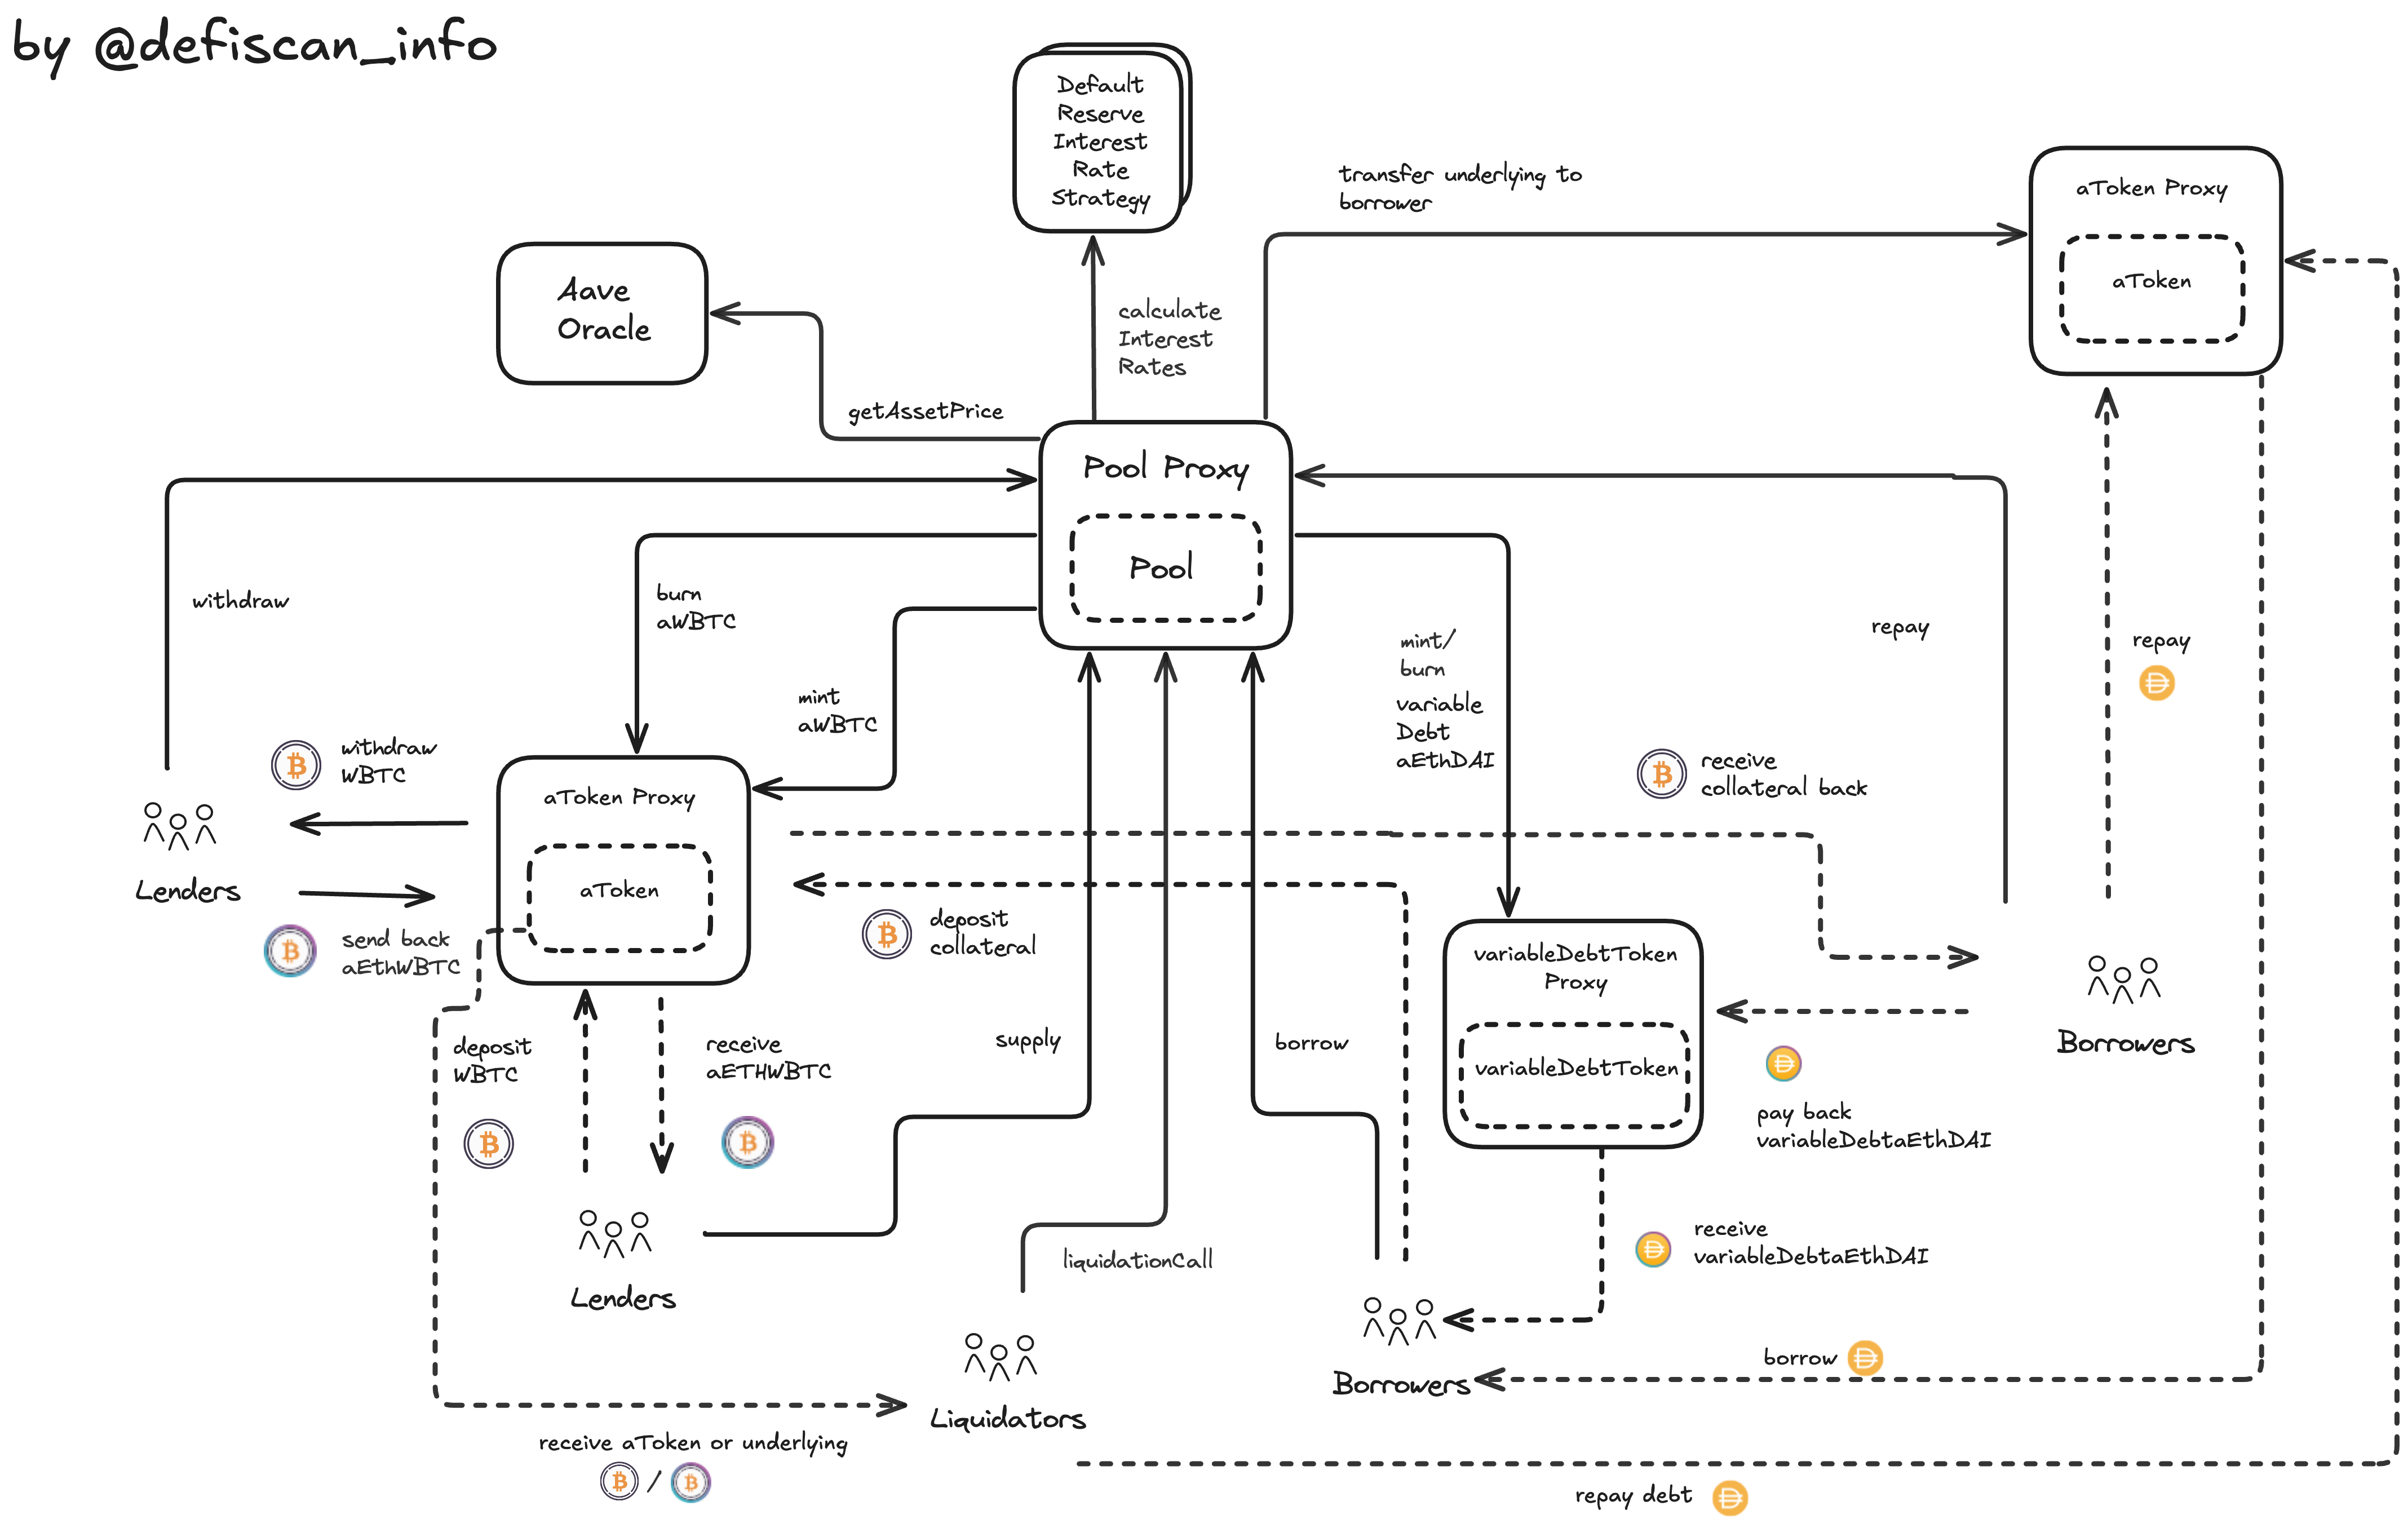 by @defiscan_info
Default
Reserve
Interest
Rate
Strategy
transfer underlying to
borrower
aToken Proxy
aToken
Aave
Oracle
calculate
Interest
Rates
getAssetPrice
Pool Proxy
Pool
withdraw
burn
aWBTC
mint
aWBTC
mint/
burn
variable
Debt
aEthDAI
repay
repay
withdraw
WBTC
aToken Proxy
aToken
receive
collateral back
Lenders
send back
aEthWBTC
deposit
collateral
variableDebtToken
Proxy
variableDebtToken
Borrowers
deposit
WBTC
receive
aETHWBTC
supply
borrow
pay back
variableDebtaEthDAI
receive
variableDebtaEthDAI
liquidationCall
Lenders
Borrowers
borrow
Liquidators
receive aToken or underlying
/
repay debt